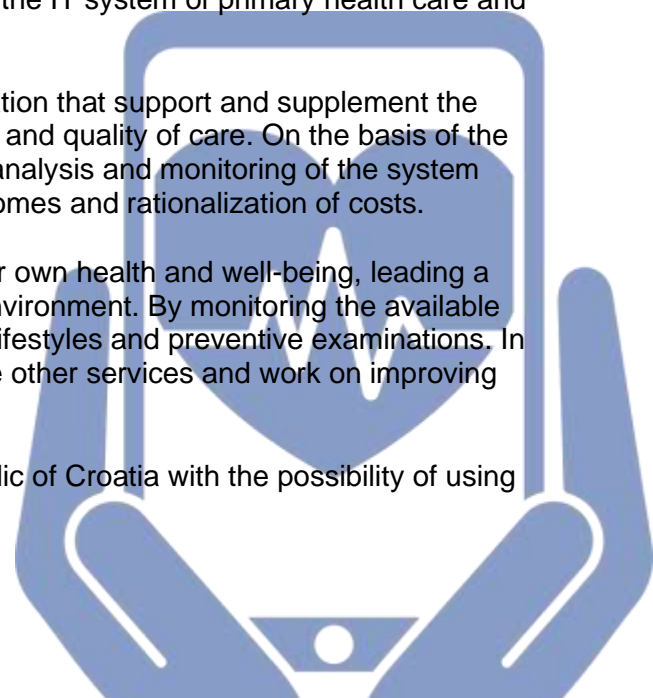 the IT system of primary health care and
tion that support and supplement the
and quality of care. On the basis of the
analysis and monitoring of the system
omes and rationalization of costs.
r own health and well-being, leading a
nvironment. By monitoring the available
ifestyles and preventive examinations. In
e other services and work on improving
lic of Croatia with the possibility of using